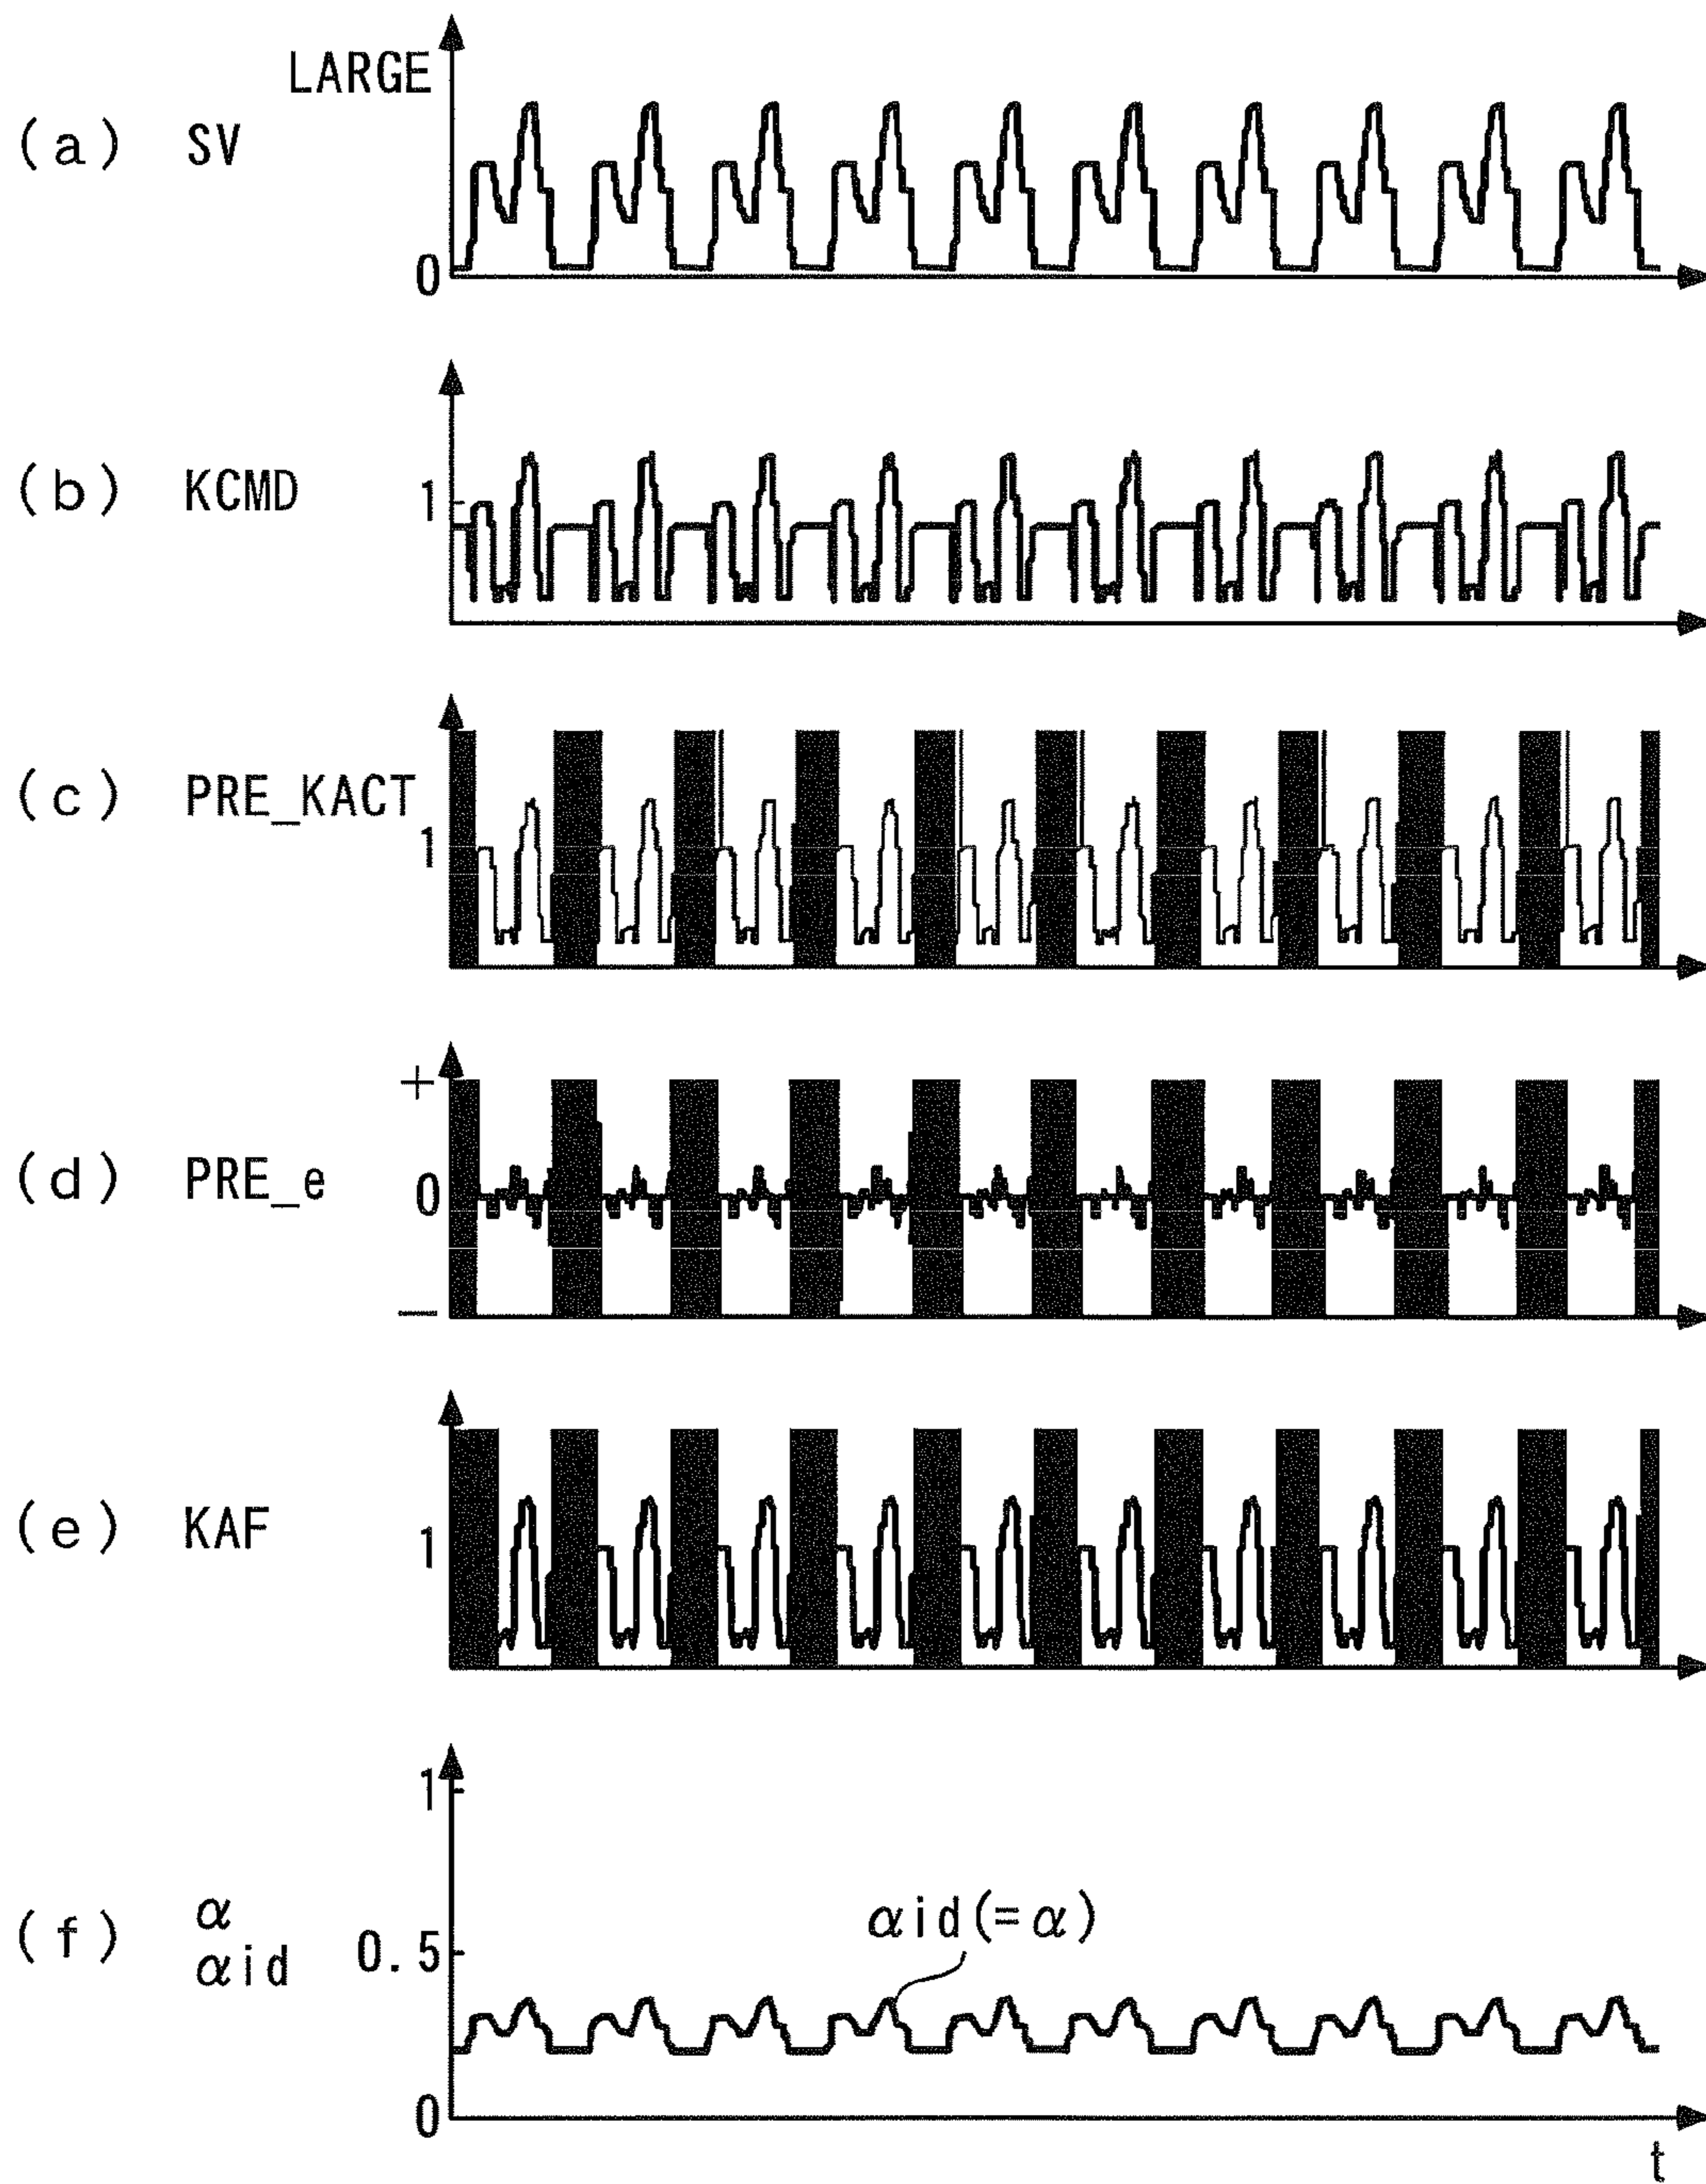 LARGE
(a) SV
0
(b) KCMD
1
(c) PRE_KACT
1
+
(d) PRE_e
0
−
(e) KAF
1
1
(f) α
αid
0.5
αid(=α)
0
t